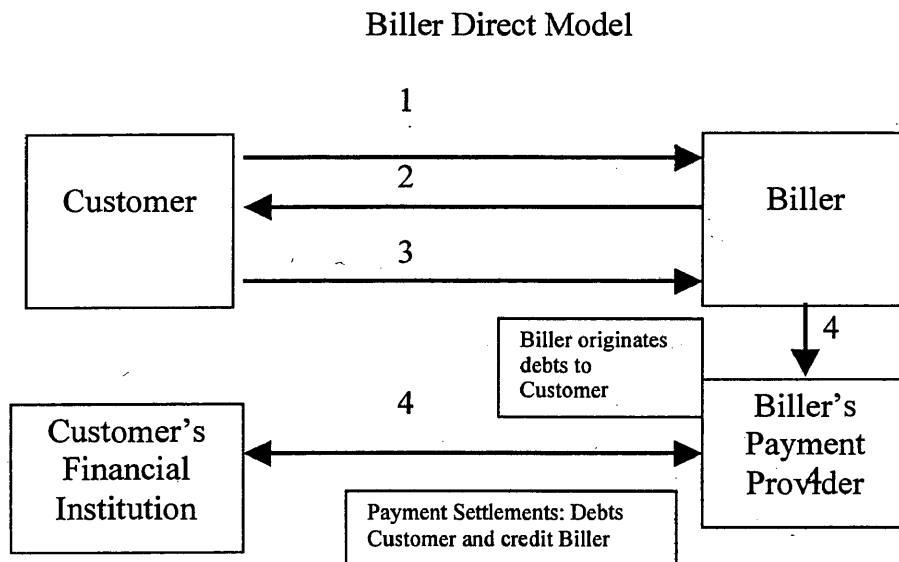 Biller Direct Model
1
Customer
2
Biller
3
4
Biller originates
debts to
Customer
4
Customer's
Financial
Institution
Biller's
Payment
Provider
4
Payment Settlements: Debts
Customer and credit Biller